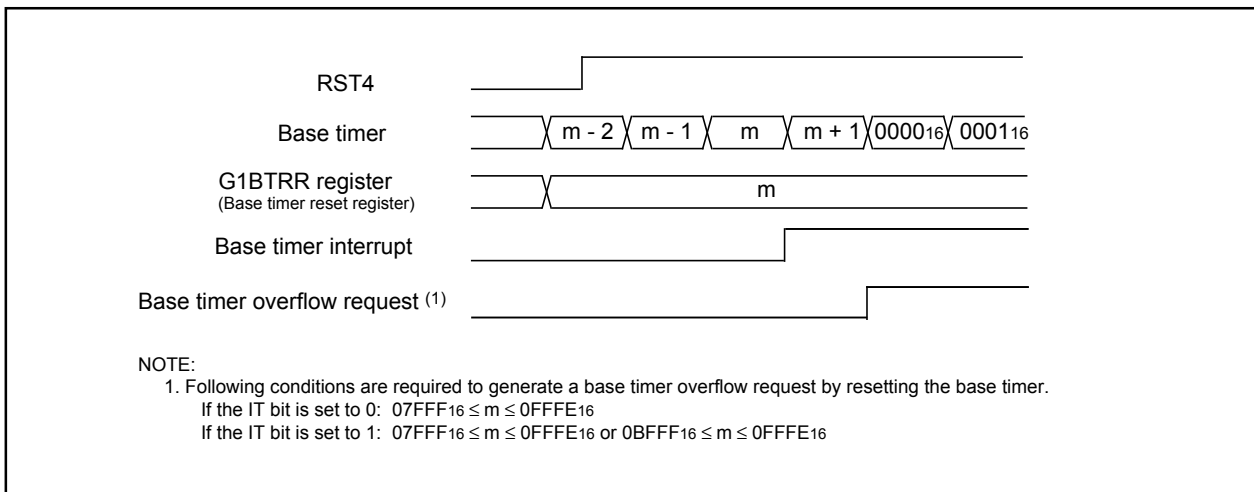 RST4
Base timer
m - 2 m - 1 m m + 1 000016 000116
G1BTRR register
(Base timer reset register)
m
Base timer interrupt
Base timer overflow request (1)
NOTE:
1. Following conditions are required to generate a base timer overflow request by resetting the base timer.
If the IT bit is set to 0: 07FFF16 ≤ m ≤ 0FFFE16
If the IT bit is set to 1: 07FFF16 ≤ m ≤ 0FFFE16 or 0BFFF16 ≤ m ≤ 0FFFE16